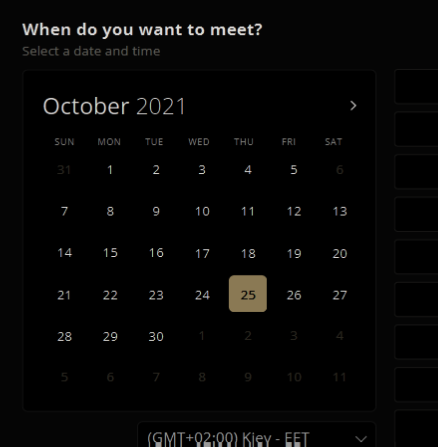 When do you want to meet?
Select a date and time
October 2021
SUN MON TUE WED THU FRI SAT
31 1 2 3 4 5 6
7 8 9 10 11 12 13
14 15 16 17 18 19 20
21 22 23 24 25 26 27
28 29 30 1 2 3 4
5 6 7 8 9 10 11
(GMT+02:00) Kiev - EET